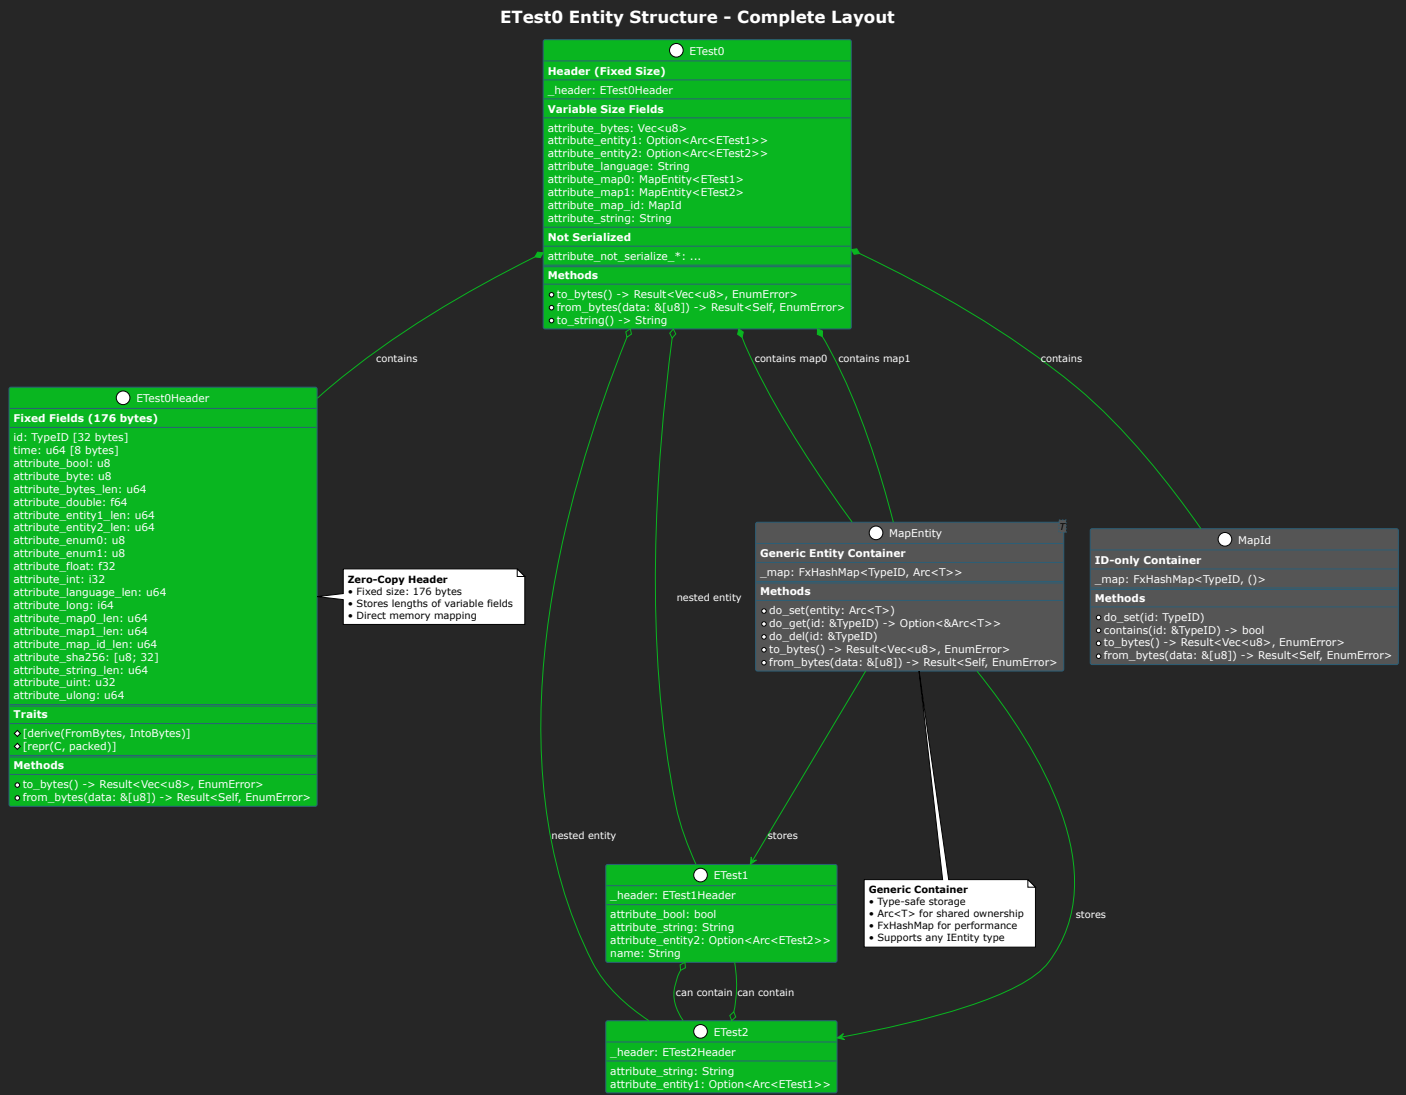 ETest0 Entity Structure - Complete Layout
ETest0
Header (Fixed Size)
_header: ETest0Header
Variable Size Fields
attribute_bytes: Vec<u8>
attribute_entity1: Option<Arc<ETest1>>
attribute_entity2: Option<Arc<ETest2>>
attribute_language: String
attribute_map0: MapEntity<ETest1>
attribute_map1: MapEntity<ETest2>
attribute_map_id: MapId
attribute_string: String
Not Serialized
attribute_not_serialize_*: ...
Methods
to_bytes() -> Result<Vec<u8>, EnumError>
from_bytes(data: &[u8]) -> Result<Self, EnumError>
to_string() -> String
contains
contains map0
contains map1
contains
ETest0Header
Fixed Fields (176 bytes)
id: TypeID [32 bytes]
time: u64 [8 bytes]
attribute_bool: u8
attribute_byte: u8
attribute_bytes_len: u64
attribute_double: f64
attribute_entity1_len: u64
attribute_entity2_len: u64
attribute_enum0: u8
attribute_enum1: u8
attribute_float: f32
attribute_int: i32
attribute_language_len: u64
attribute_long: i64
attribute_map0_len: u64
attribute_map1_len: u64
attribute_map_id_len: u64
attribute_sha256: [u8; 32]
attribute_string_len: u64
attribute_uint: u32
attribute_ulong: u64
Traits
[derive(FromBytes, IntoBytes)]
[repr(C, packed)]
Methods
to_bytes() -> Result<Vec<u8>, EnumError>
from_bytes(data: &[u8]) -> Result<Self, EnumError>
Zero-Copy Header
• Fixed size: 176 bytes
• Stores lengths of variable fields
• Direct memory mapping
nested entity
T
MapEntity
Generic Entity Container
_map: FxHashMap<TypeID, Arc<T>>
Methods
do_set(entity: Arc<T>)
do_get(id: &TypeID) -> Option<&Arc<T>>
do_del(id: &TypeID)
to_bytes() -> Result<Vec<u8>, EnumError>
from_bytes(data: &[u8]) -> Result<Self, EnumError>
MapId
ID-only Container
_map: FxHashMap<TypeID, ()>
Methods
do_set(id: TypeID)
contains(id: &TypeID) -> bool
to_bytes() -> Result<Vec<u8>, EnumError>
from_bytes(data: &[u8]) -> Result<Self, EnumError>
nested entity
stores
ETest1
_header: ETest1Header
attribute_bool: bool
attribute_string: String
attribute_entity2: Option<Arc<ETest2>>
name: String
Generic Container
• Type-safe storage
• Arc<T> for shared ownership
• FxHashMap for performance
• Supports any IEntity type
stores
can contain
can contain
ETest2
_header: ETest2Header
attribute_string: String
attribute_entity1: Option<Arc<ETest1>>